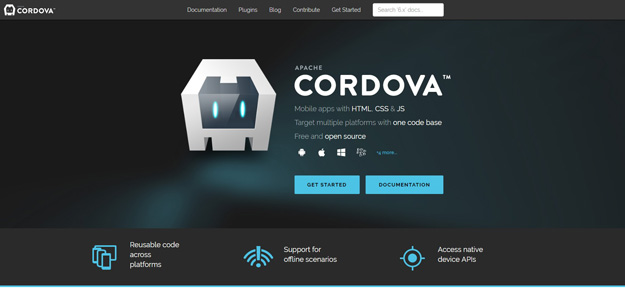 CORDOVA™
Documentation
Plugins
Blog
Contribute
Get Started
Search
docs...
APACHE
CORDOVA™
Mobile apps with HTML, CSS & JS
Target multiple platforms with one code base
Free and open source
more...
GET STARTED
DOCUMENTATION
Reusable code
across
platforms
Support for
offline scenarios
Access native
device APIs